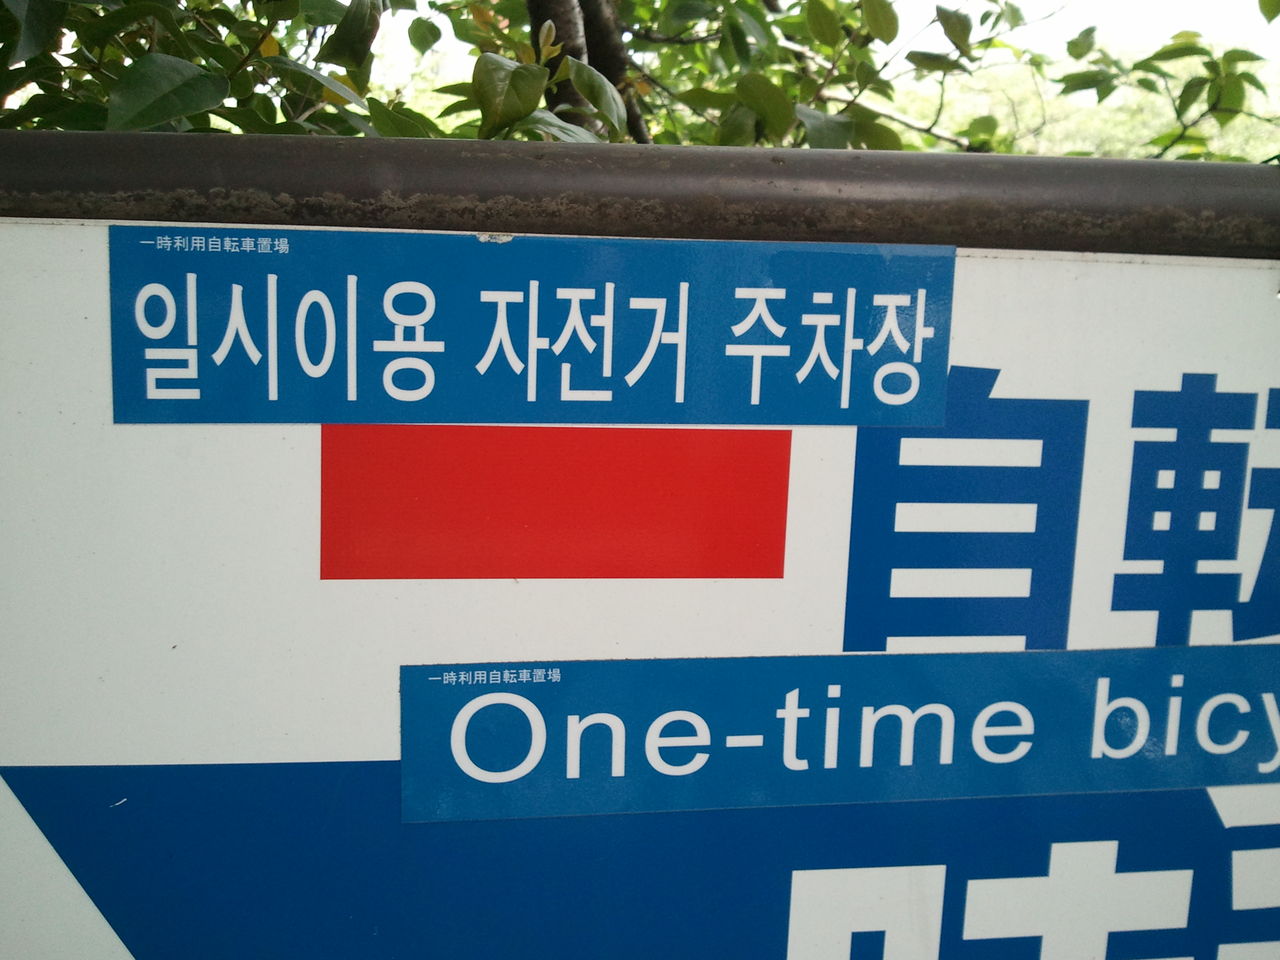 一時利用自転車置場
일시이용 자전거 주차장
自転
一時利用自転車置場
One-time bicy
時